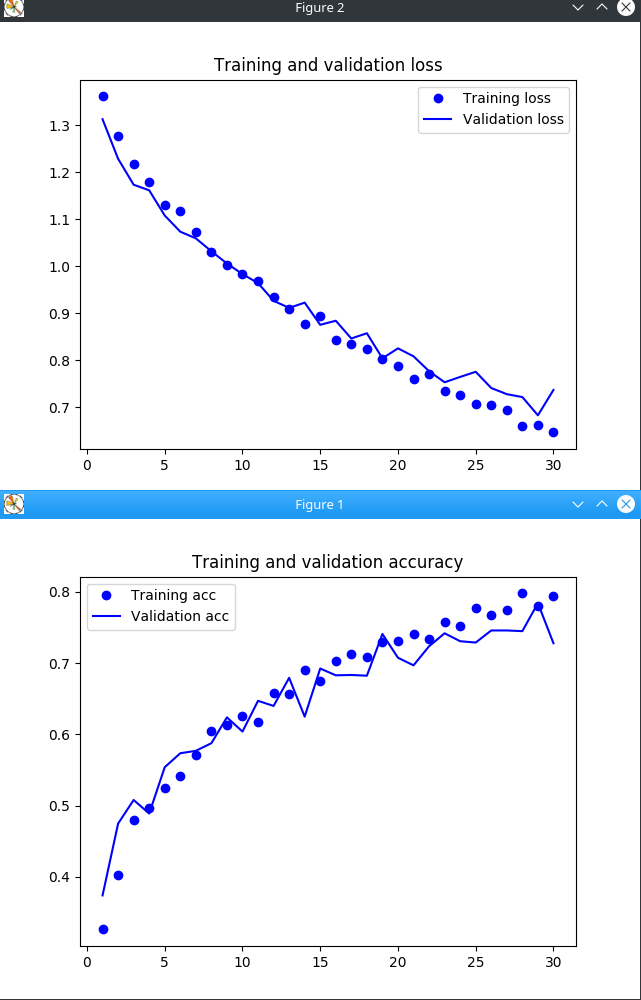 Figure 2
Training and validation loss
Training loss
Validation loss
1.3
1.2
1.1
1.0
0.9
0.8
0.7
0 5 10 15 20 25 30
Figure 1
Training and validation accuracy
Training acc
Validation acc
0.8
0.7
0.6
0.5
0.4
0 5 10 15 20 25 30